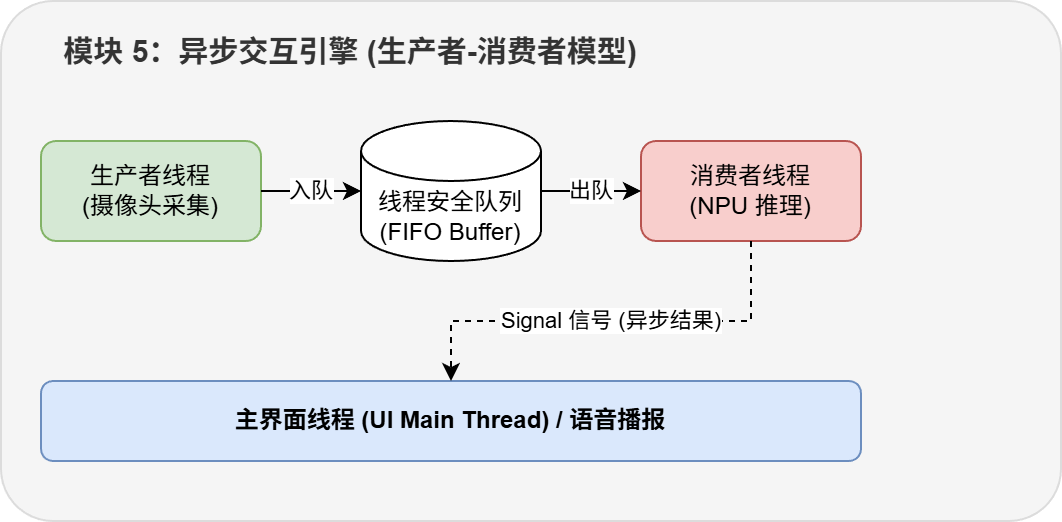 模块 5：异步交互引擎 (生产者-消费者模型)
生产者线程
(摄像头采集)
入队
线程安全队列
(FIFO Buffer)
出队
消费者线程
(NPU 推理)
Signal 信号 (异步结果)
主界面线程 (UI Main Thread) / 语音播报